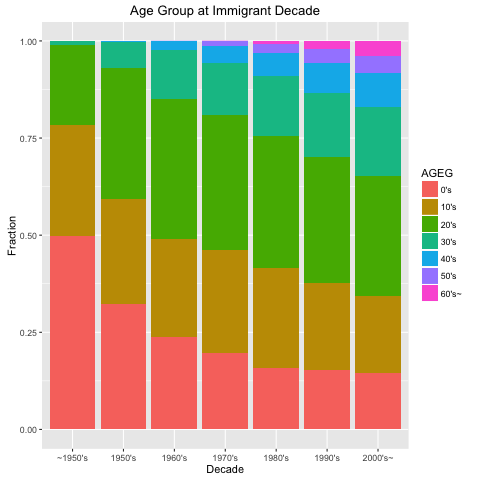 Age Group at Immigrant Decade
1.00
0.75
0.50
0.25
0.00
Fraction
~1950's 1950's 1960's 1970's 1980's 1990's 2000's~
Decade
AGEG
0's
10's
20's
30's
40's
50's
60's~